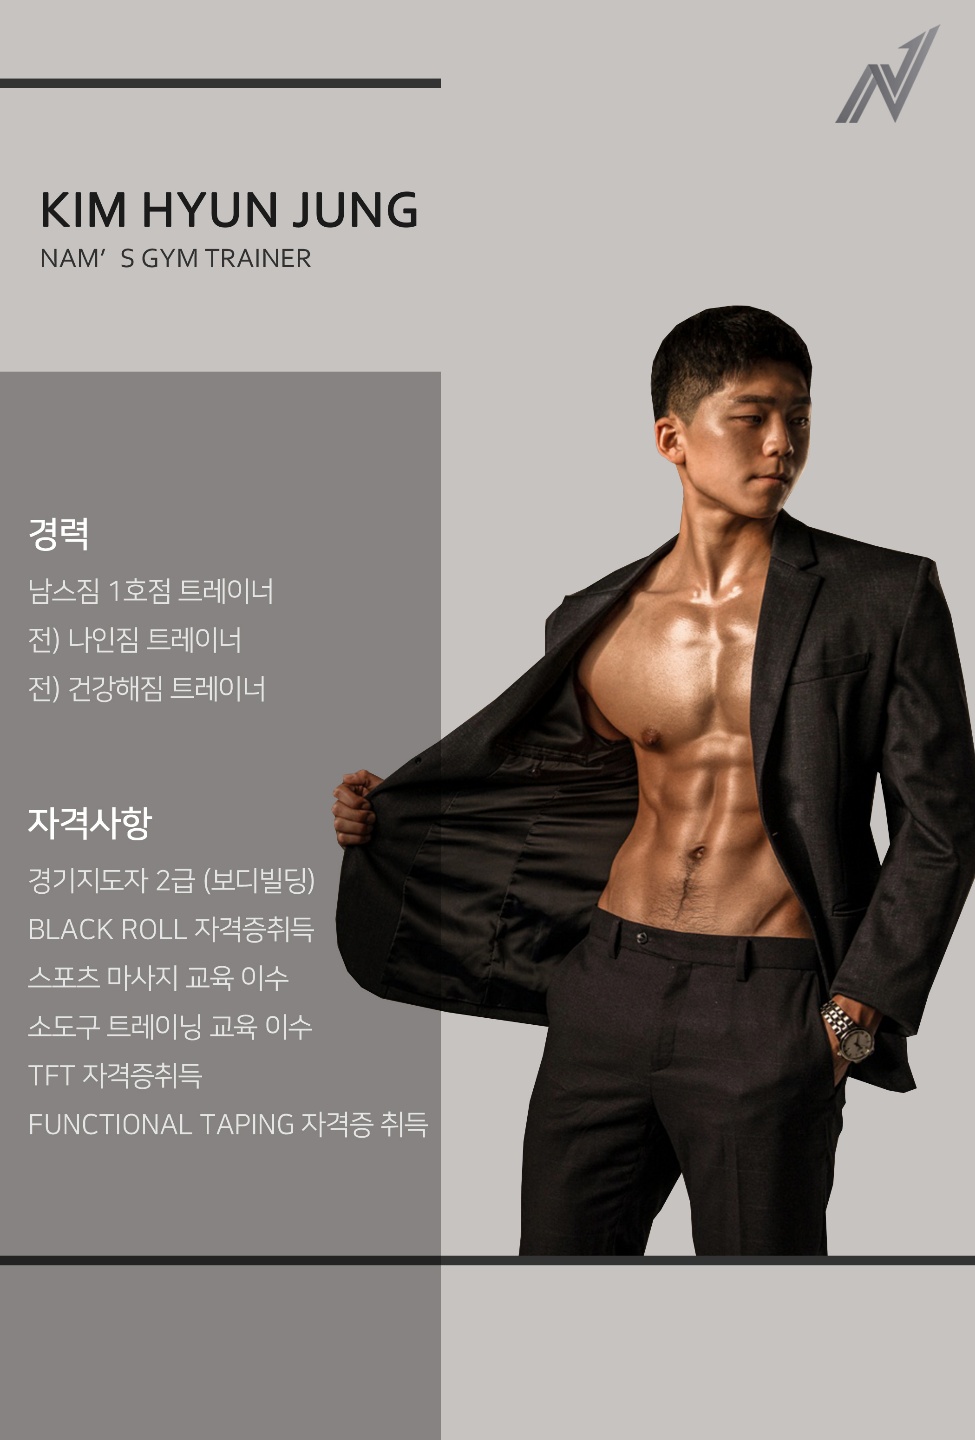 KIM HYUN JUNG
NAM’ S GYM TRAINER
경력
남스짐 1호점 트레이너
전) 나인짐 트레이너
전) 건강해짐 트레이너
자격사항
경기지도자 2급 (보디빌딩)
BLACK ROLL 자격증취득
스포츠 마사지 교육 이수
소도구 트레이닝 교육 이수
TFT 자격증취득
FUNCTIONAL TAPING 자격증 취득